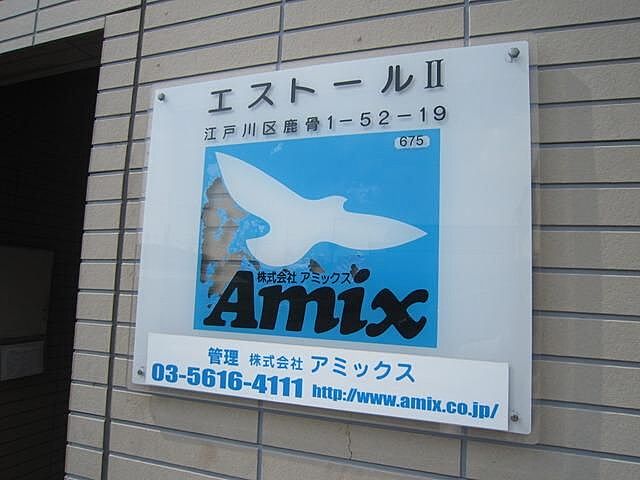 エストールII
江戸川区鹿骨1-52-19
675
株式会社 アミックス
Amix
管理 株式会社 アミックス
03-5616-4111 http://www.amix.co.jp/